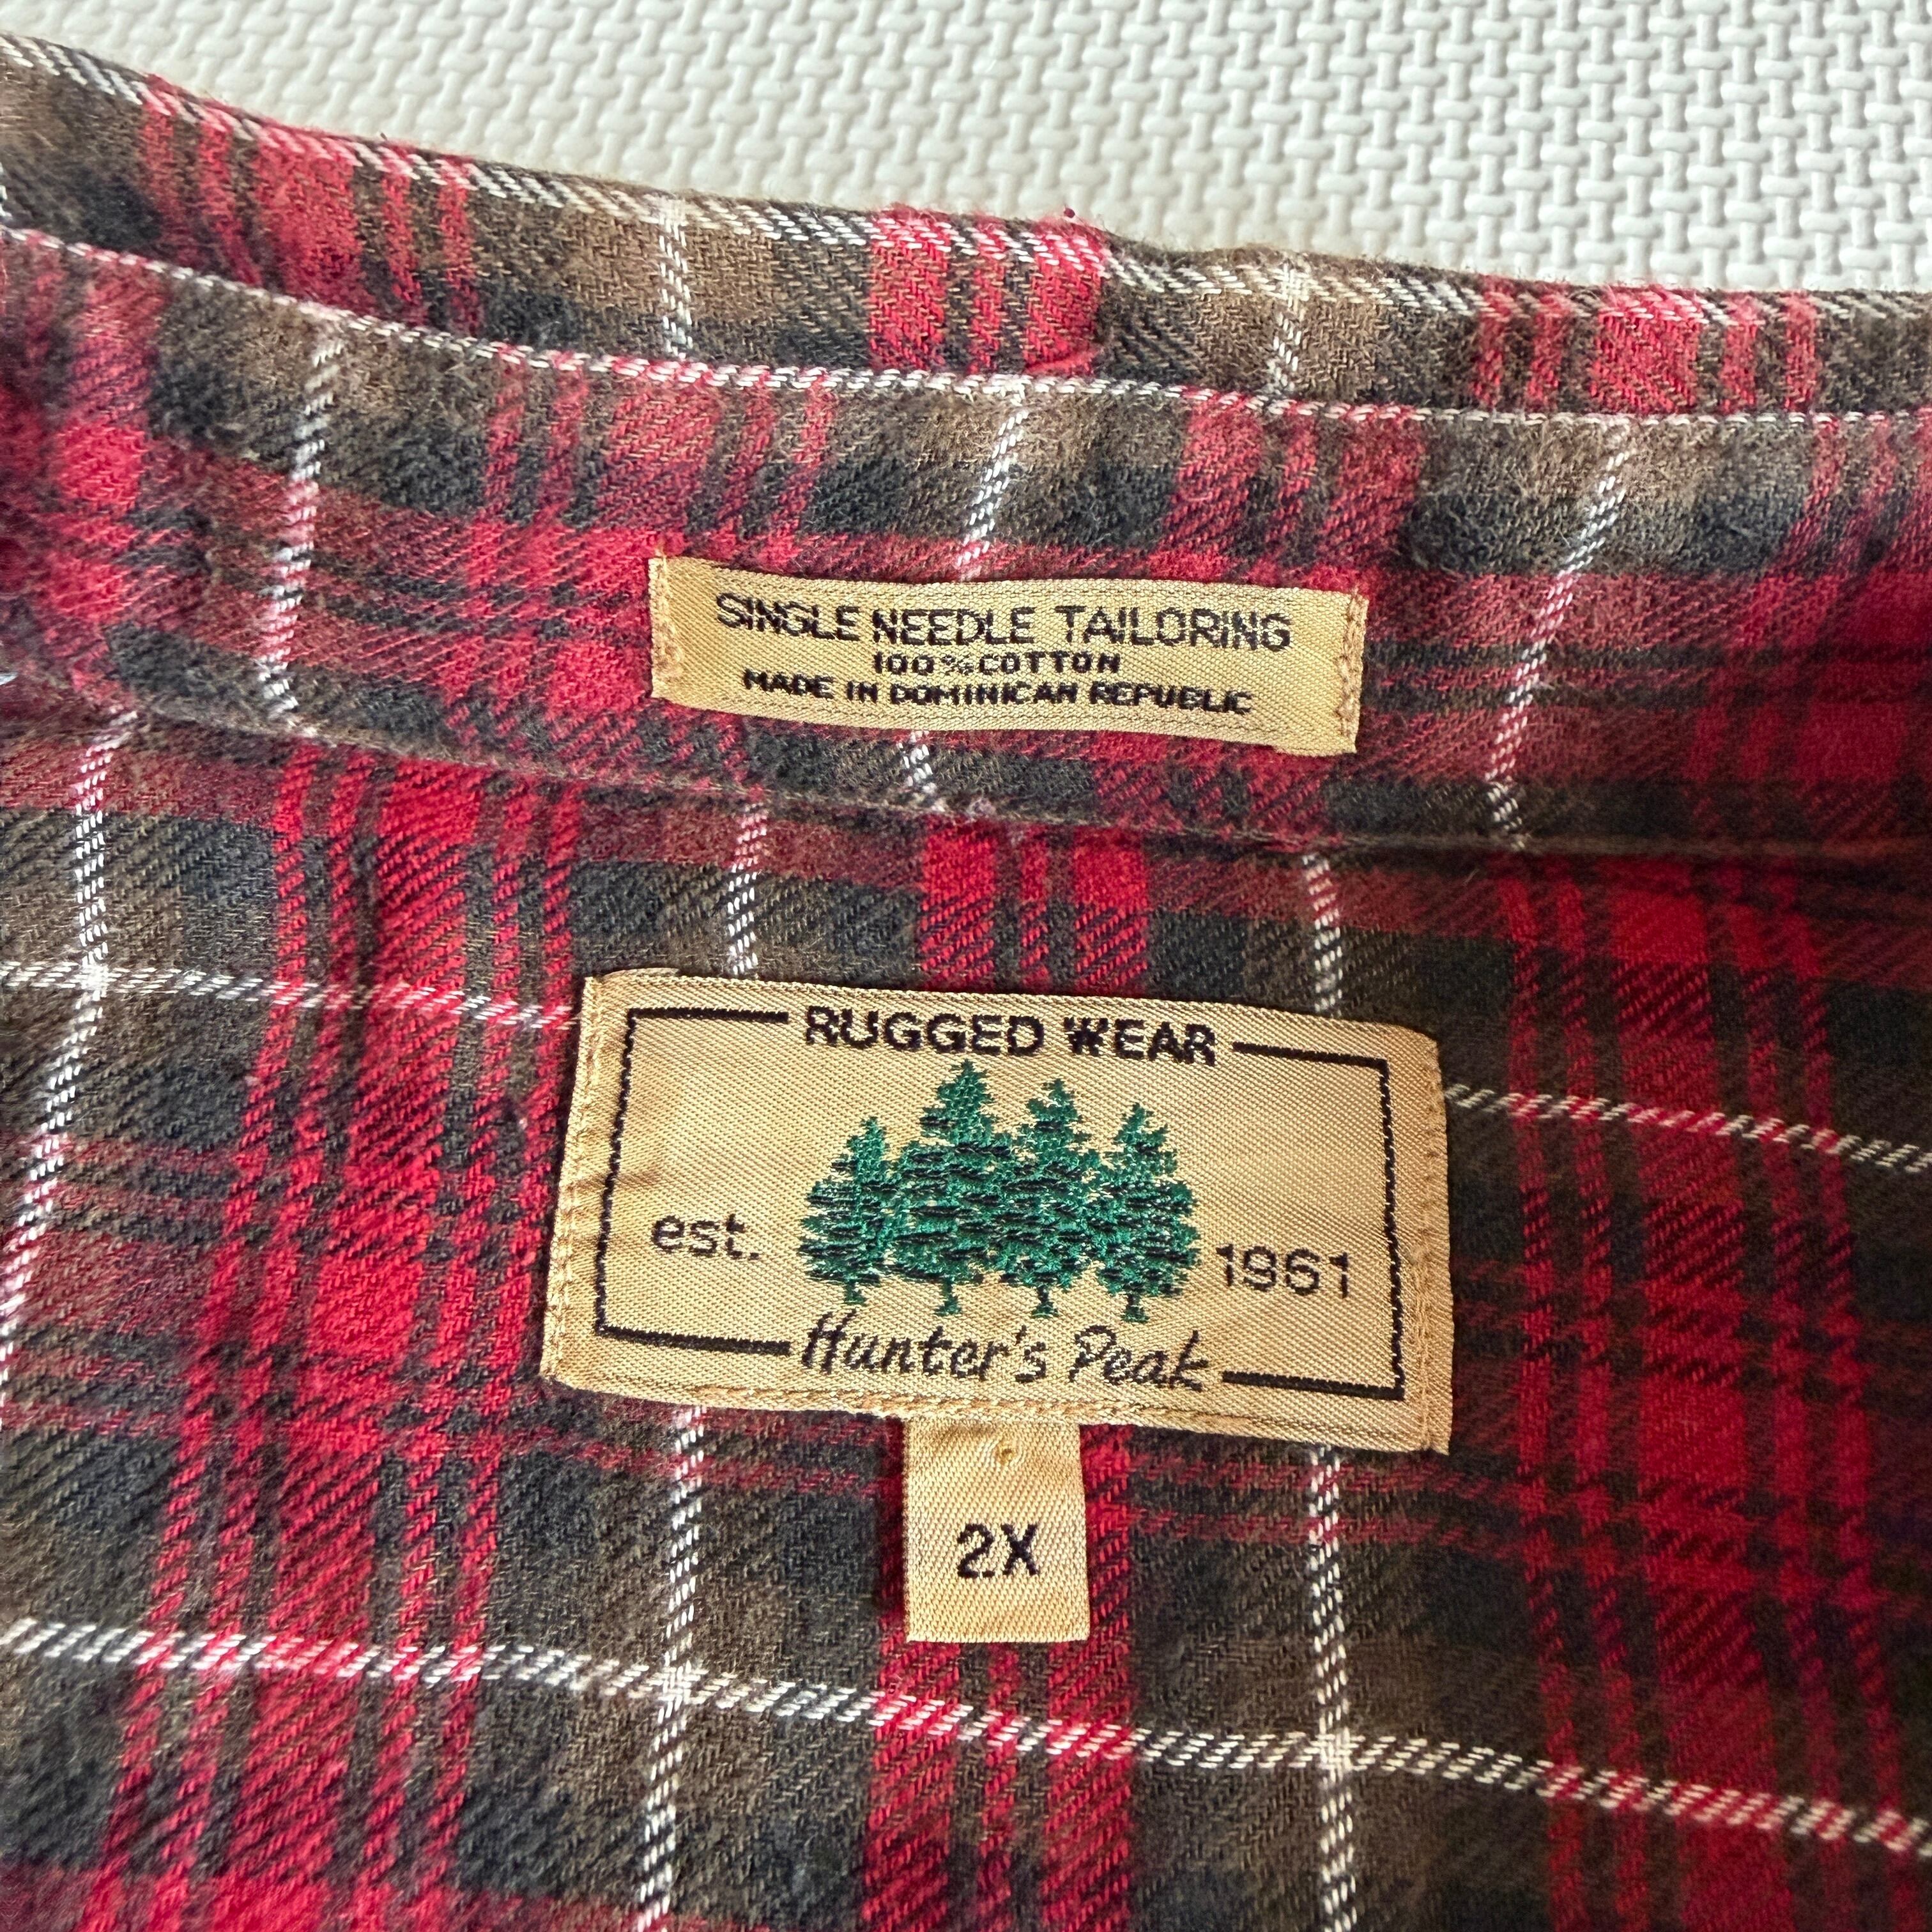 SINGLE NEEDLE TAILORING
100% COTTON
MADE IN DOMINICAN REPUBLIC
RUGGED WEAR
est. 1961
Hunter's Peak
2X